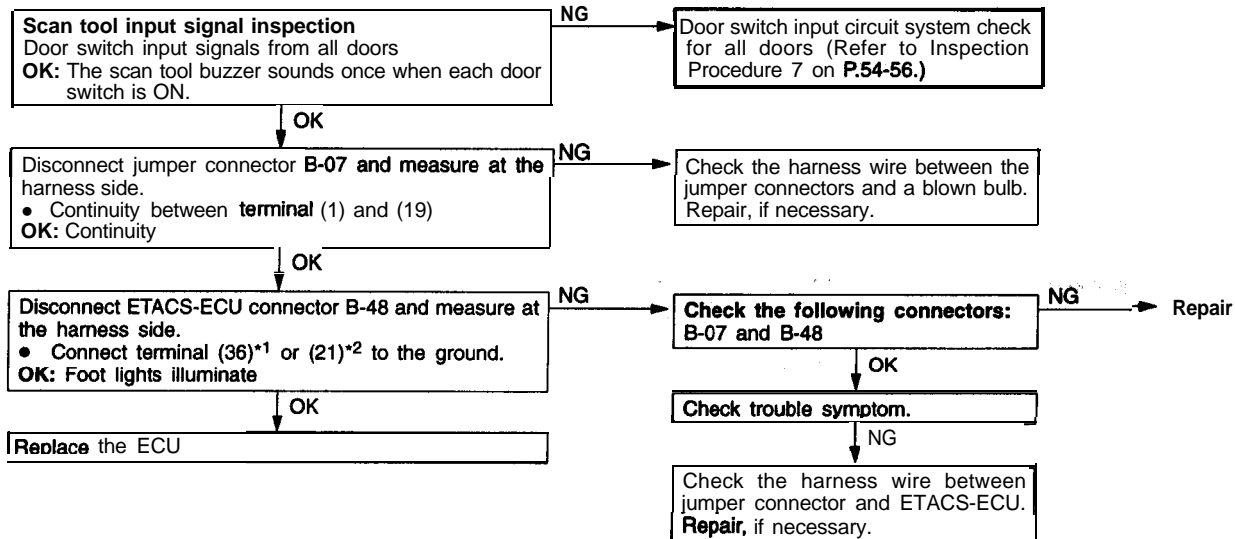 Scan tool input signal inspection
Door switch input signals from all doors
OK: The scan tool buzzer sounds once when each door
switch is ON.
NG
Door switch input circuit system check
for all doors (Refer to Inspection
Procedure 7 on P.54-56.)
OK
Disconnect jumper connector B-07 and measure at the
harness side.
• Continuity between terminal (1) and (19)
OK: Continuity
NG
Check the harness wire between the
jumper connectors and a blown bulb.
Repair, if necessary.
OK
Disconnect ETACS-ECU connector B-48 and measure at
the harness side.
• Connect terminal (36)*1 or (21)*2 to the ground.
OK: Foot lights illuminate
NG
Check the following connectors:
B-07 and B-48
NG
Repair
OK
Replace the ECU
OK
Check trouble symptom.
NG
Check the harness wire between
jumper connector and ETACS-ECU.
Repair, if necessary.